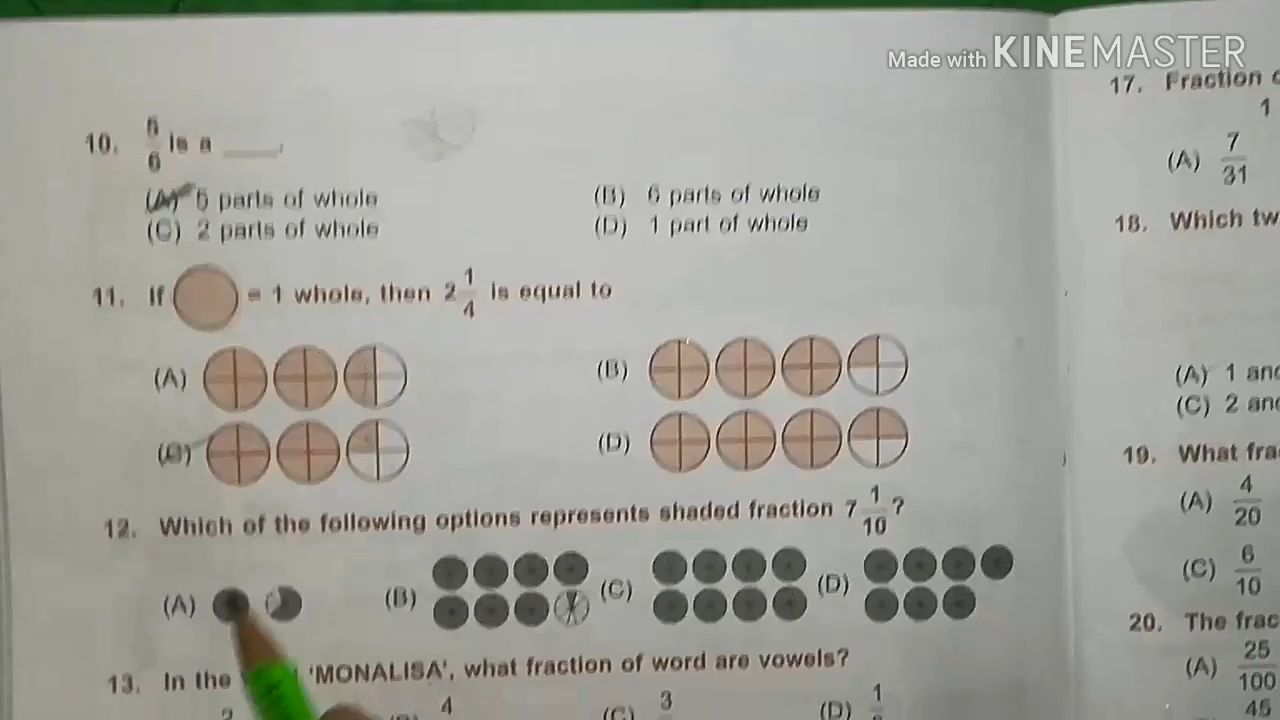 Made with KINEMASTER
10. 5/6 is a ____.
(A) 5 parts of whole (B) 6 parts of whole
(C) 2 parts of whole (D) 1 part of whole
11. If = 1 whole, then 2 1/4 is equal to
(A) (B)
(C) (D)
12. Which of the following options represents shaded fraction 7 1/10 ?
(A) (B) (C) (D)
13. In the 'MONALISA', what fraction of word are vowels?
4 (C) 3 (D) 1
17. Fraction
1
(A) 7/31
18. Which
(A) 1 and
(C) 2 and
19. What
(A) 4/20
(C) 6/10
20. The
(A) 25/100
45